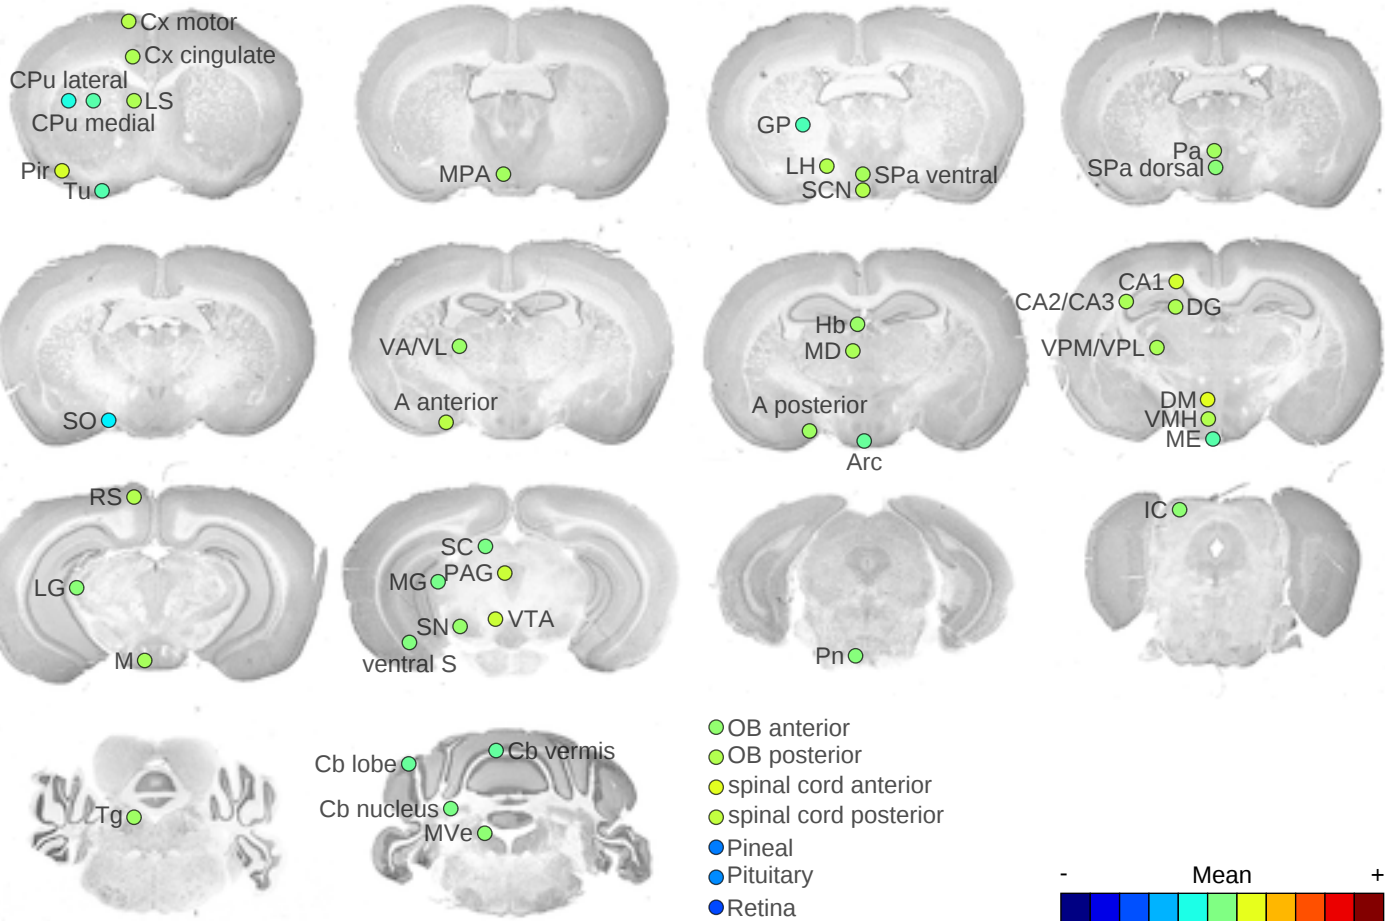 Cx motor
Cx cingulate
CPu lateral
LS
CPu medial
Pir
Tu
MPA
GP
LH
SPa ventral
SCN
Pa
SPa dorsal
SO
VA/VL
A anterior
Hb
MD
A posterior
Arc
CA1
CA2/CA3
DG
VPM/VPL
DM
VMH
ME
RS
LG
M
SC
MG
PAG
SN
VTA
ventral S
Pn
IC
Tg
Cb lobe
Cb vermis
Cb nucleus
MVe
OB anterior
OB posterior
spinal cord anterior
spinal cord posterior
Pineal
Pituitary
Retina
- Mean +